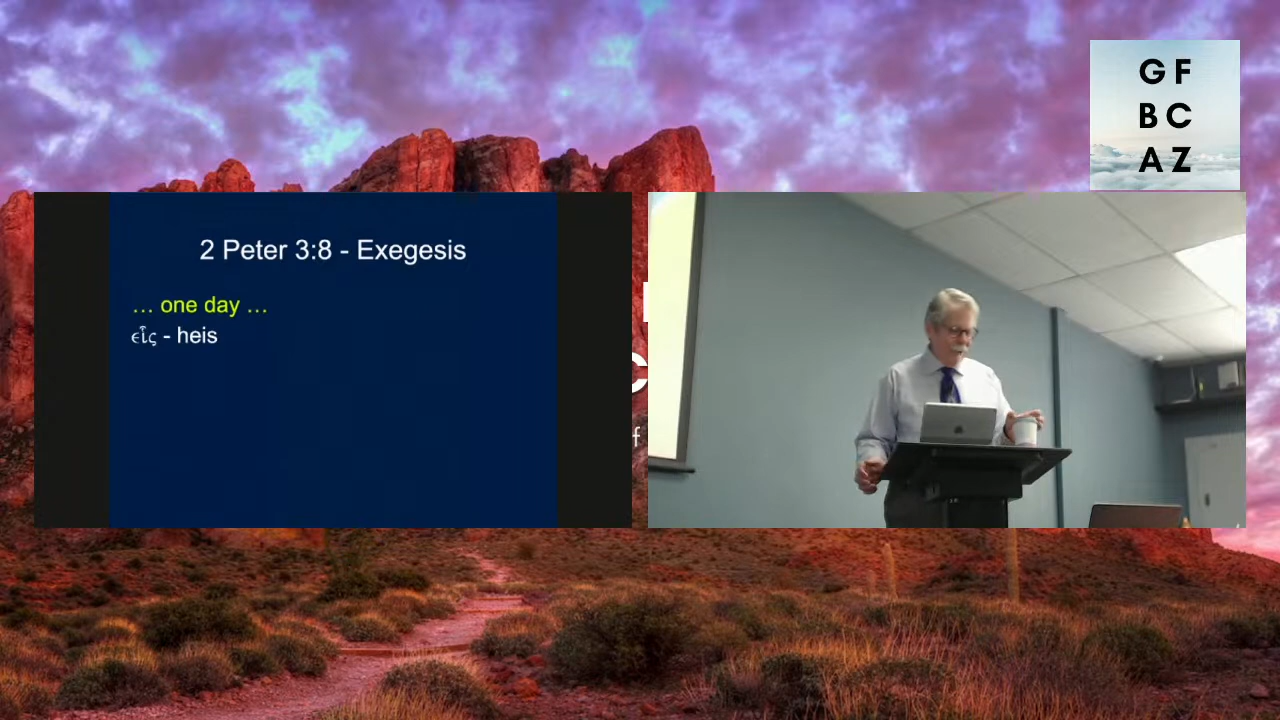 2 Peter 3:8 - Exegesis
… one day …
εἷς - heis
G F
B C
A Z